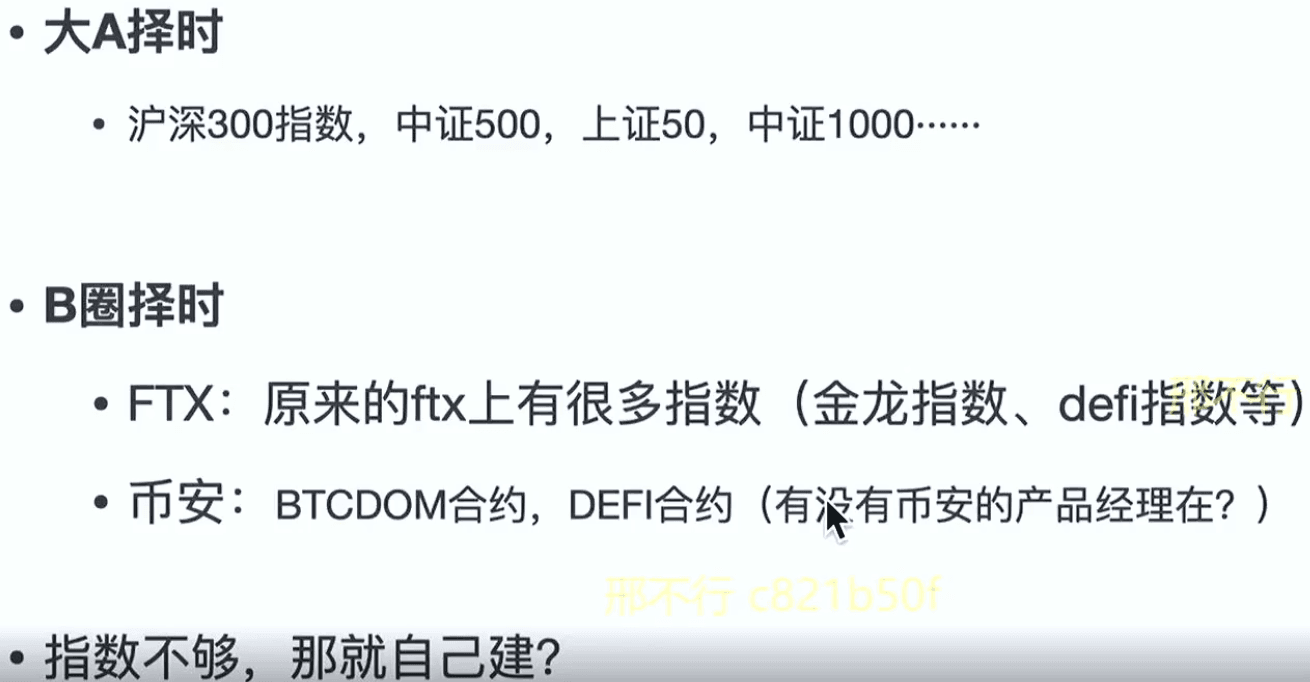 • 大A择时
• 沪深300指数，中证500，上证50，中证1000……
• B圈择时
• FTX：原来的ftx上有很多指数（金龙指数、defi指数等）
• 币安：BTCDOM合约，DEFI合约（有没有币安的产品经理在？）
邢不行 c821b50f
• 指数不够，那就自己建？